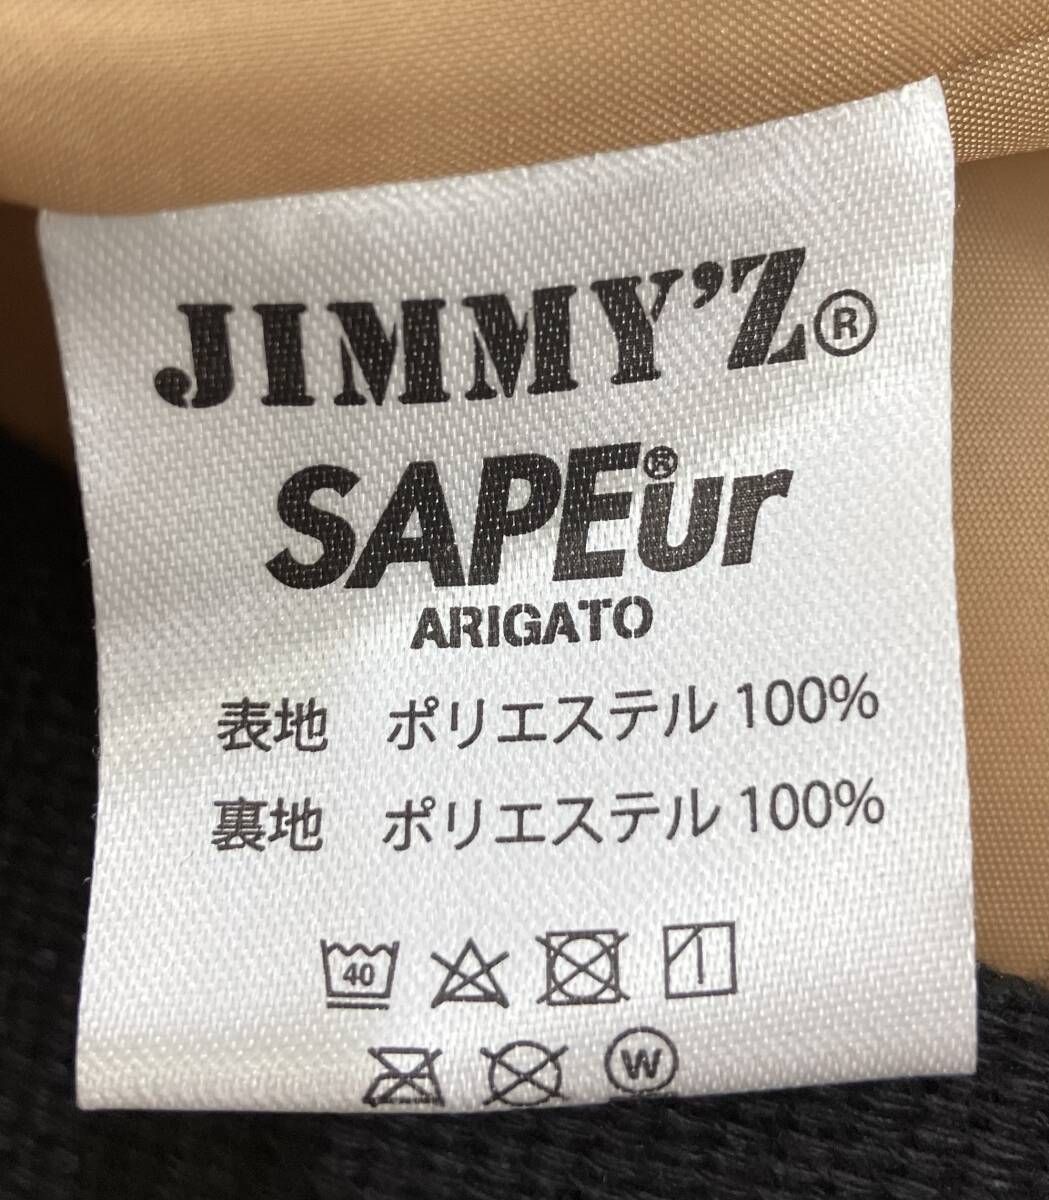 JIMMY'Z®
SAPEur®
ARIGATO
表地 ポリエステル 100%
裏地 ポリエステル 100%
40
W